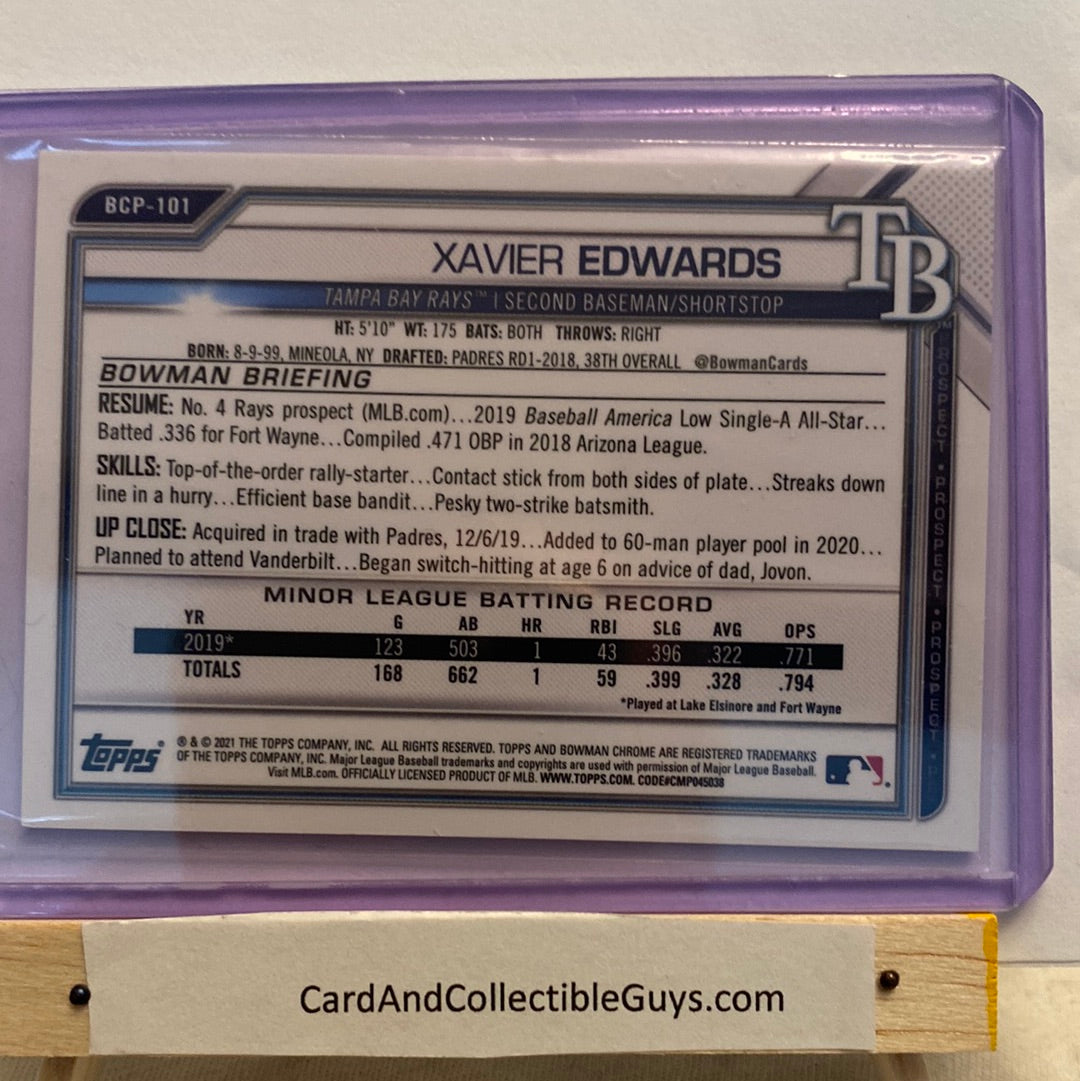 BCP-101
TB
XAVIER EDWARDS
TAMPA BAY RAYS™ | SECOND BASEMAN/SHORTSTOP
HT: 5'10" WT: 175 BATS: BOTH THROWS: RIGHT
BORN: 8-9-99, MINEOLA, NY DRAFTED: PADRES RD1-2018, 38TH OVERALL @BowmanCards
BOWMAN BRIEFING
RESUME: No. 4 Rays prospect (MLB.com)...2019 Baseball America Low Single-A All-Star...
Batted .336 for Fort Wayne...Compiled .471 OBP in 2018 Arizona League.
SKILLS: Top-of-the-order rally-starter...Contact stick from both sides of plate...Streaks down
line in a hurry...Efficient base bandit...Pesky two-strike batsmith.
UP CLOSE: Acquired in trade with Padres, 12/6/19...Added to 60-man player pool in 2020...
Planned to attend Vanderbilt...Began switch-hitting at age 6 on advice of dad, Jovon.
MINOR LEAGUE BATTING RECORD
YR G AB HR RBI SLG AVG OPS
2019* 123 503 1 43 .396 .322 .771
TOTALS 168 662 1 59 .399 .328 .794
*Played at Lake Elsinore and Fort Wayne
PROSPECT • PROSPECT • PROSPECT • P
topps®
® & © 2021 THE TOPPS COMPANY, INC. ALL RIGHTS RESERVED. TOPPS AND BOWMAN CHROME ARE REGISTERED TRADEMARKS
OF THE TOPPS COMPANY, INC. Major League Baseball trademarks and copyrights are used with permission of Major League Baseball.
Visit MLB.com. OFFICIALLY LICENSED PRODUCT OF MLB. WWW.TOPPS.COM. CODE#CMP045038
CardAndCollectibleGuys.com